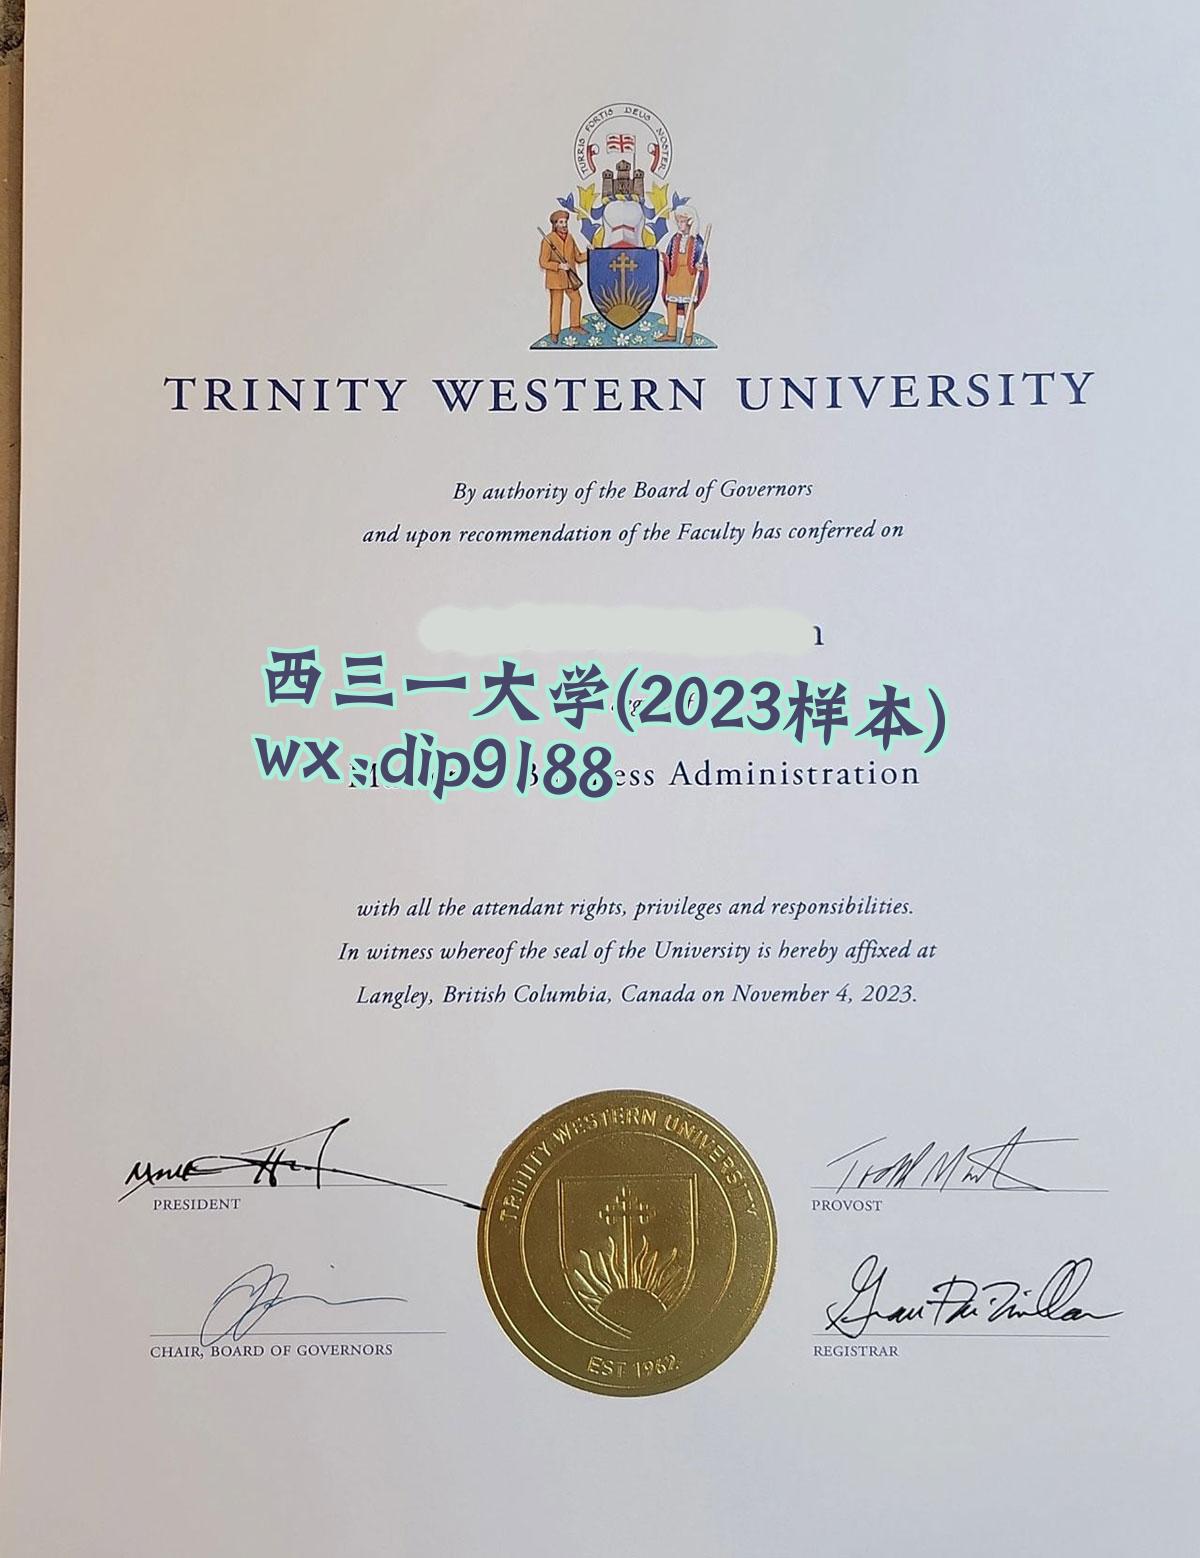 TURRIS FORTIS DEUS NOSTER
TRINITY WESTERN UNIVERSITY
By authority of the Board of Governors
and upon recommendation of the Faculty has conferred on
西三一大学(2023样本)
wx:dip9188
Administration
with all the attendant rights, privileges and responsibilities.
In witness whereof the seal of the University is hereby affixed at
Langley, British Columbia, Canada on November 4, 2023.
PRESIDENT
PROVOST
CHAIR, BOARD OF GOVERNORS
REGISTRAR
TRINITY WESTERN UNIVERSITY
EST 1962